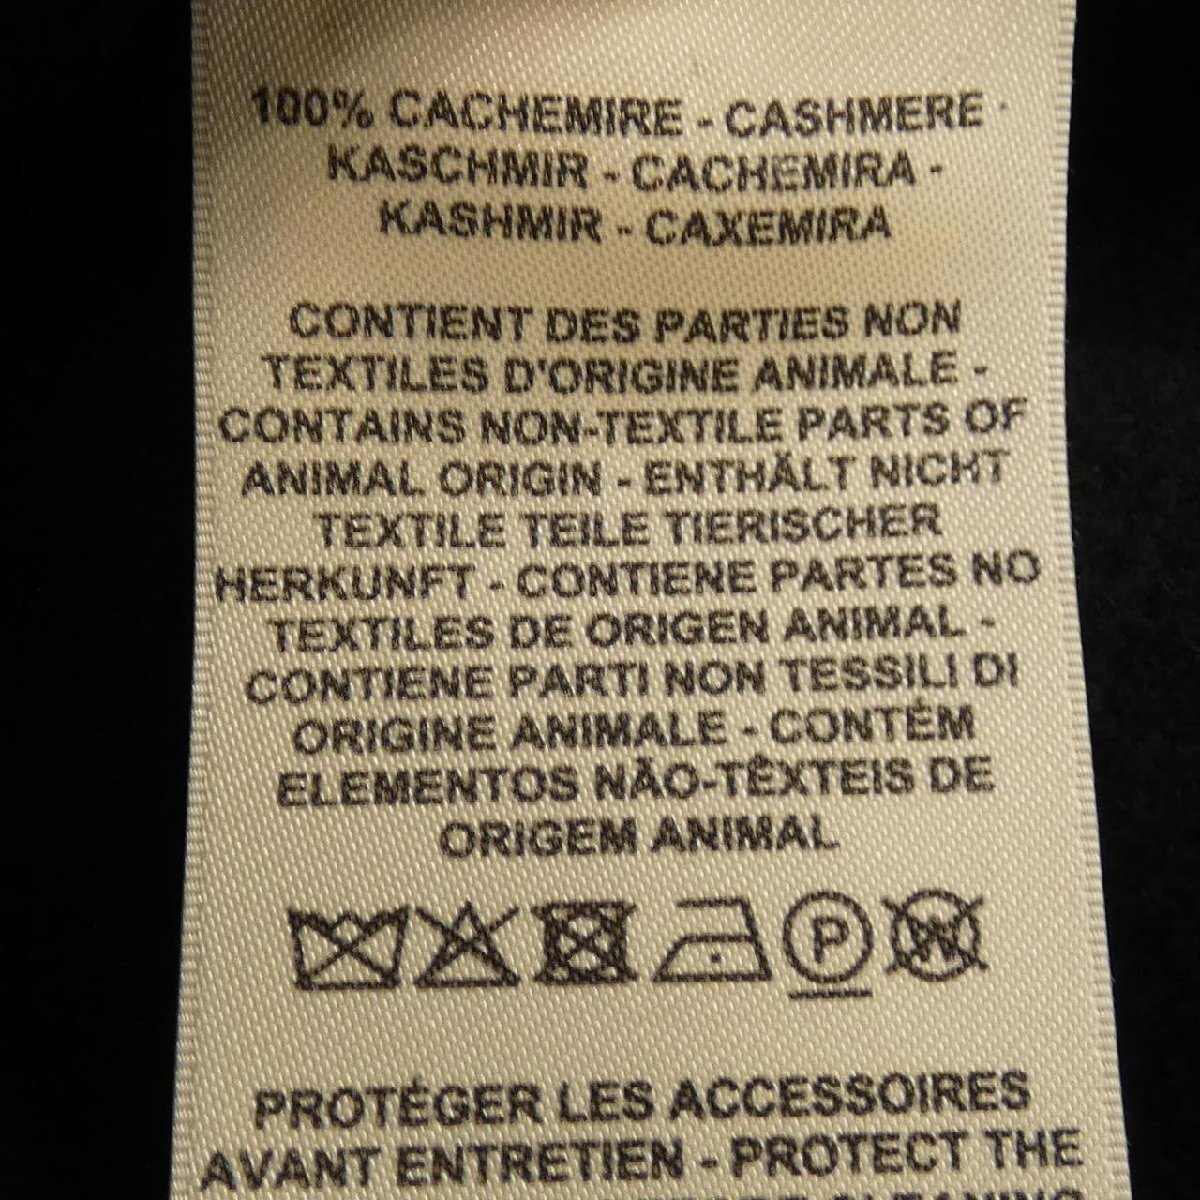 100% CACHEMIRE - CASHMERE -
KASCHMIR - CACHEMIRA -
KASHMIR - CAXEMIRA
CONTIENT DES PARTIES NON
TEXTILES D'ORIGINE ANIMALE -
CONTAINS NON-TEXTILE PARTS OF
ANIMAL ORIGIN - ENTHÄLT NICHT
TEXTILE TEILE TIERISCHER
HERKUNFT - CONTIENE PARTES NO
TEXTILES DE ORIGEN ANIMAL -
CONTIENE PARTI NON TESSILI DI
ORIGINE ANIMALE - CONTÉM
ELEMENTOS NÃO-TÊXTEIS DE
ORIGEM ANIMAL
P W
PROTÉGER LES ACCESSOIRES
AVANT ENTRETIEN - PROTECT THE
CLEANING